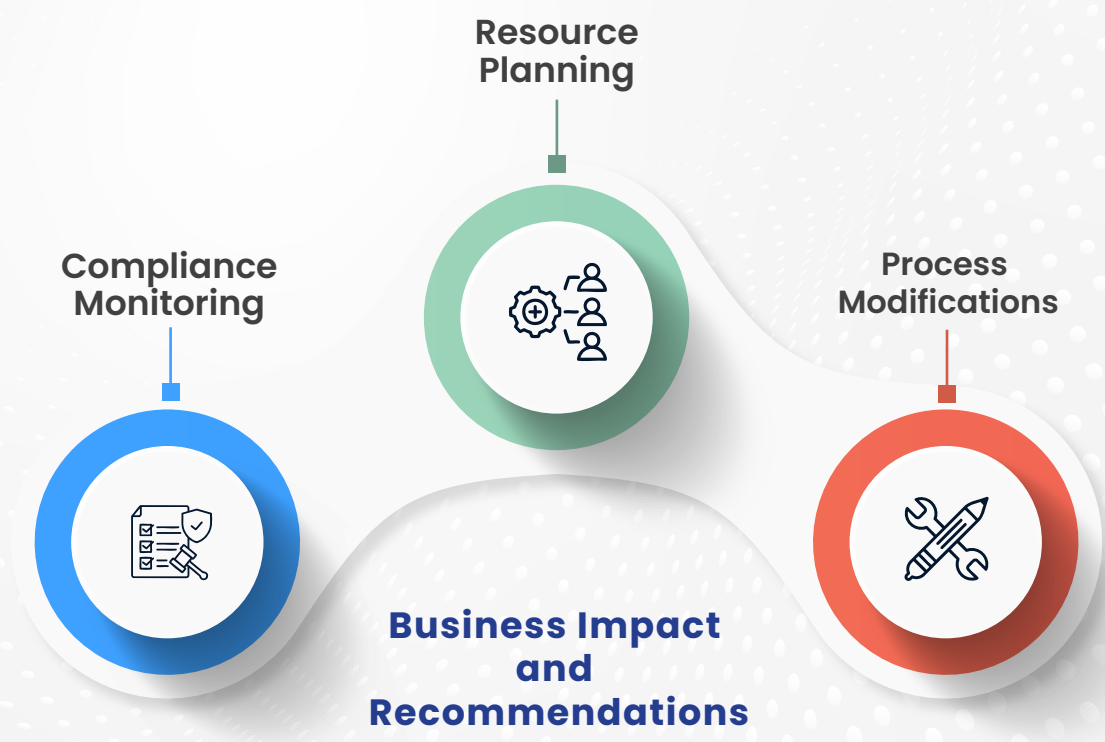 Resource
Planning
Compliance
Monitoring
Process
Modifications
Business Impact
and
Recommendations